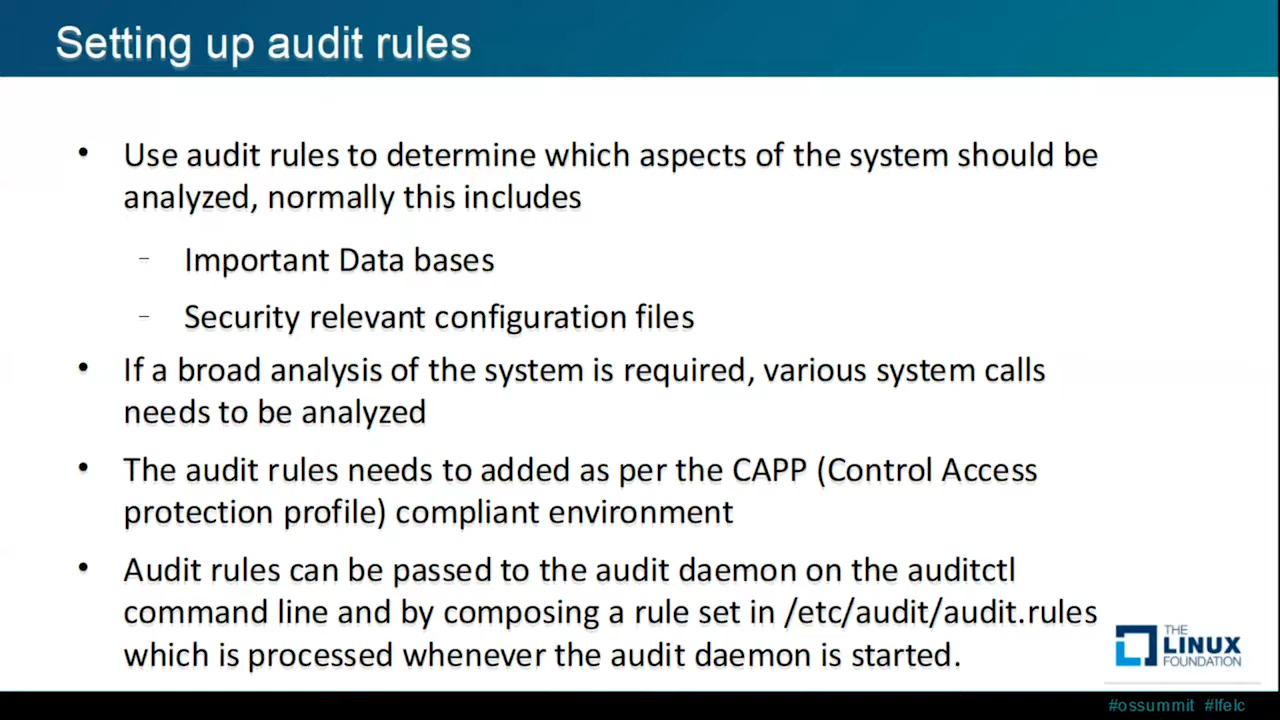 Setting up audit rules
• Use audit rules to determine which aspects of the system should be
analyzed, normally this includes
– Important Data bases
– Security relevant configuration files
• If a broad analysis of the system is required, various system calls
needs to be analyzed
• The audit rules needs to added as per the CAPP (Control Access
protection profile) compliant environment
• Audit rules can be passed to the audit daemon on the auditctl
command line and by composing a rule set in /etc/audit/audit.rules
which is processed whenever the audit daemon is started.
THE
LINUX
FOUNDATION
#ossummit #lfelc